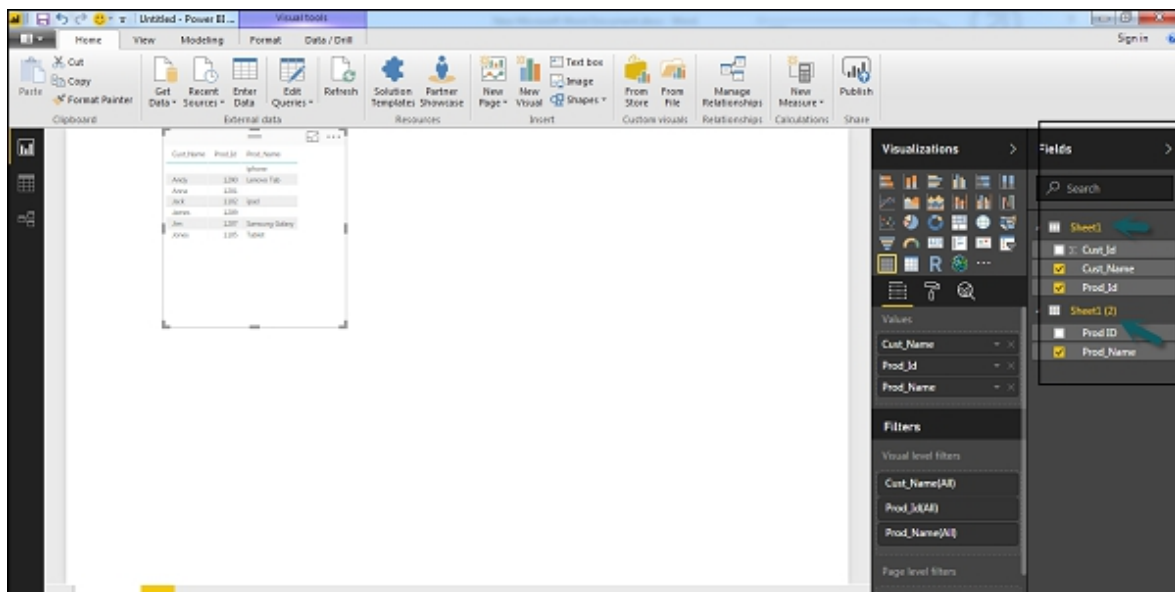 Untitled - Power BI ...
Visual tools
Home View Modeling Format Data / Drill
Sign in
Paste
Cut
Copy
Format Painter
Clipboard
Get Data
Recent Sources
Enter Data
Edit Queries
Refresh
External data
Solution Templates
Partner Showcase
Resources
New Page
New Visual
Text box
Image
Shapes
Insert
From Store
From File
Custom visuals
Manage Relationships
Relationships
New Measure
Calculations
Publish
Share
Cust_Name Prod_Id Prod_Name
iphone
Andy Lenovo Tab
Anna
Jack ipad
James
Jim Samsung Galaxy
Jones Tablet
Visualizations
R
Values
Cust_Name
Prod_Id
Prod_Name
Filters
Visual level filters
Cust_Name(All)
Prod_Id(All)
Prod_Name(All)
Page level filters
Fields
Search
Sheet1
Σ Cust_Id
Cust_Name
Prod_Id
Sheet1 (2)
Prod ID
Prod_Name